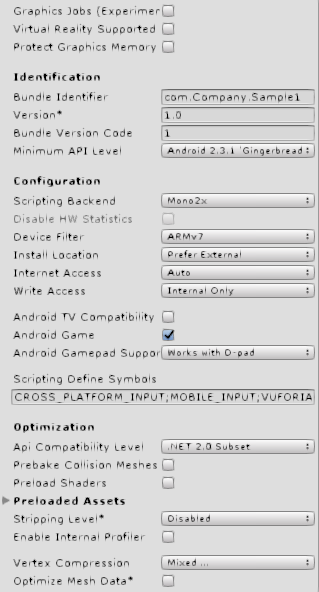 Graphics Jobs (Experimer
Virtual Reality Supported
Protect Graphics Memory
Identification
Bundle Identifier com.Company.Sample1
Version* 1.0
Bundle Version Code 1
Minimum API Level Android 2.3.1 'Gingerbread
Configuration
Scripting Backend Mono2x
Disable HW Statistics
Device Filter ARMv7
Install Location Prefer External
Internet Access Auto
Write Access Internal Only
Android TV Compatibility
Android Game
Android Gamepad Suppor Works with D-pad
Scripting Define Symbols
CROSS_PLATFORM_INPUT;MOBILE_INPUT;VUFORIA
Optimization
Api Compatibility Level .NET 2.0 Subset
Prebake Collision Meshes
Preload Shaders
Preloaded Assets
Stripping Level* Disabled
Enable Internal Profiler
Vertex Compression Mixed ...
Optimize Mesh Data*